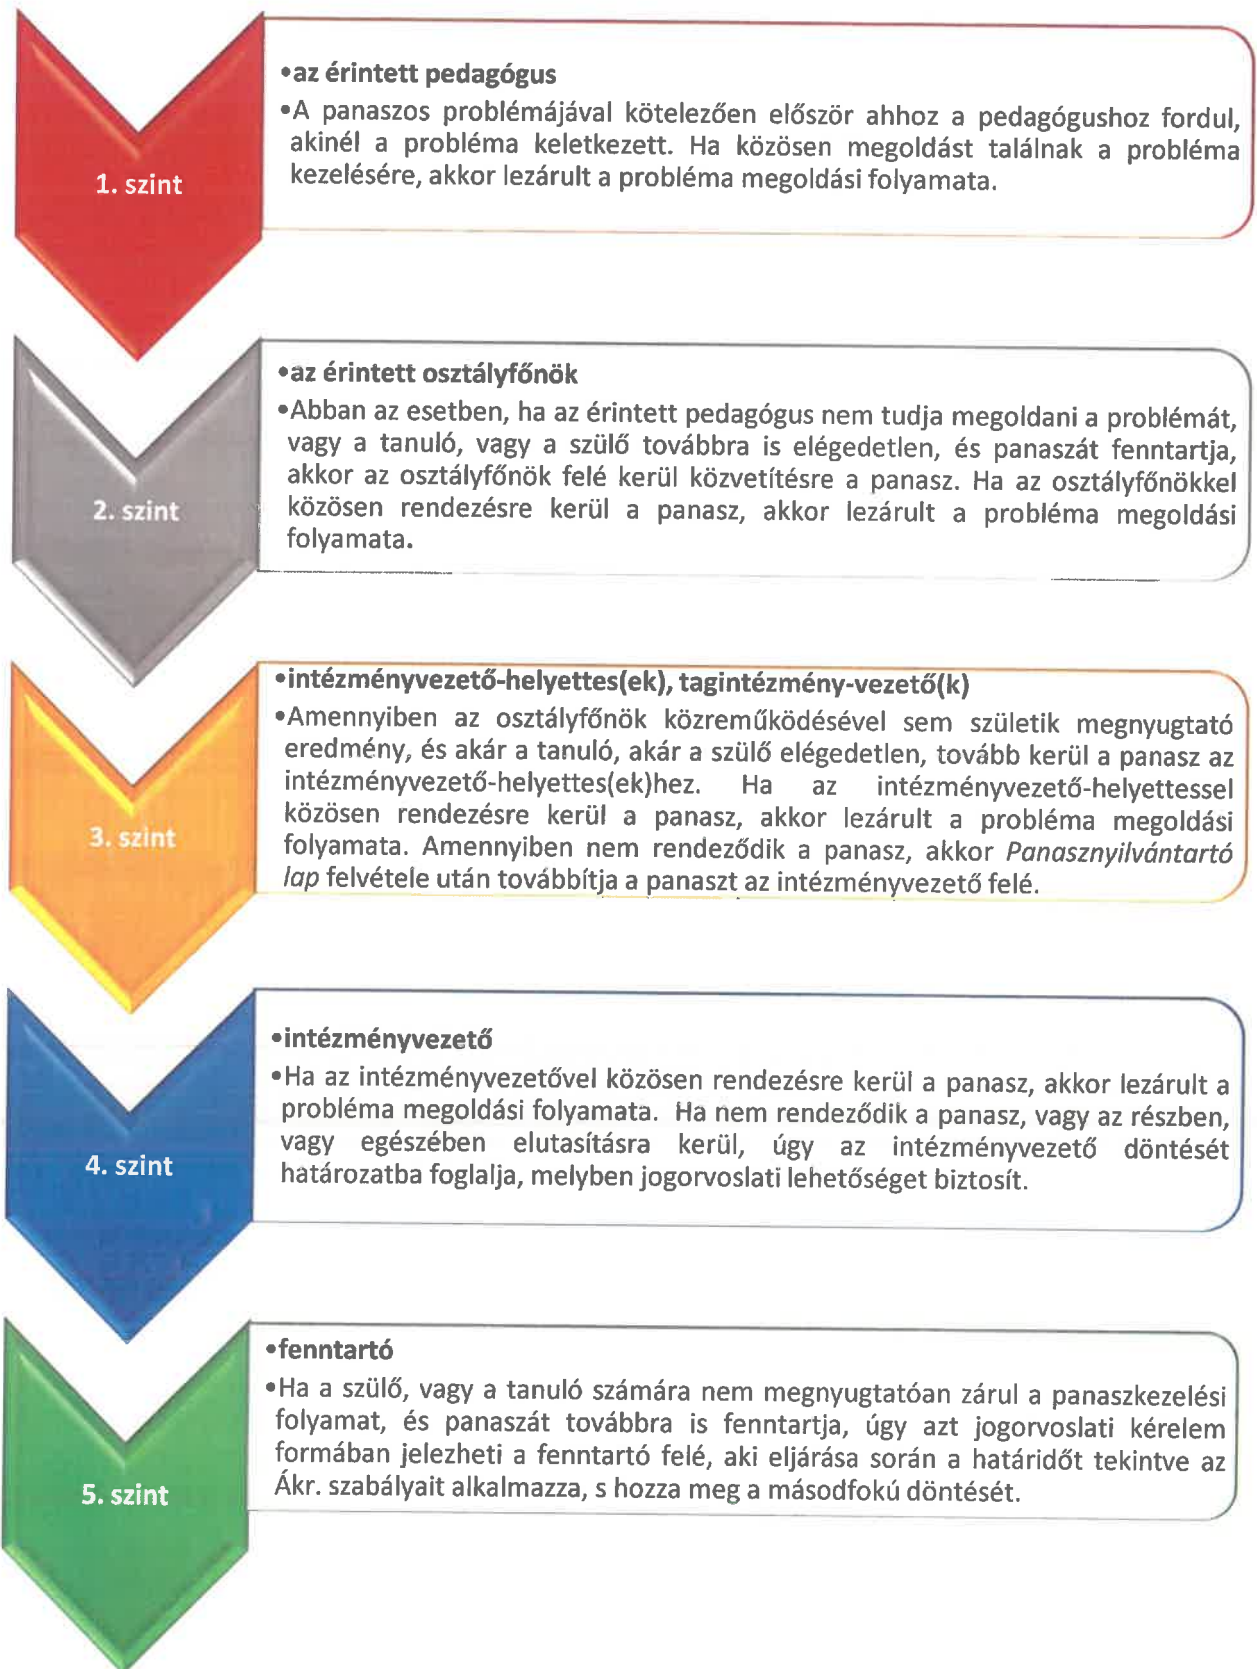 1. szint
•az érintett pedagógus
•A panaszos problémájával kötelezően először ahhoz a pedagógushoz fordul,
akinél a probléma keletkezett. Ha közösen megoldást találnak a probléma
kezelésére, akkor lezárult a probléma megoldási folyamata.
2. szint
•az érintett osztályfőnök
•Abban az esetben, ha az érintett pedagógus nem tudja megoldani a problémát,
vagy a tanuló, vagy a szülő továbbra is elégedetlen, és panaszát fenntartja,
akkor az osztályfőnök felé kerül közvetítésre a panasz. Ha az osztályfőnökkel
közösen rendezésre kerül a panasz, akkor lezárult a probléma megoldási
folyamata.
3. szint
•intézményvezető-helyettes(ek), tagintézmény-vezető(k)
•Amennyiben az osztályfőnök közreműködésével sem születik megnyugtató
eredmény, és akár a tanuló, akár a szülő elégedetlen, tovább kerül a panasz az
intézményvezető-helyettes(ek)hez. Ha az intézményvezető-helyettessel
közösen rendezésre kerül a panasz, akkor lezárult a probléma megoldási
folyamata. Amennyiben nem rendeződik a panasz, akkor Panasznyilvántartó
lap felvétele után továbbítja a panaszt az intézményvezető felé.
4. szint
•intézményvezető
•Ha az intézményvezetővel közösen rendezésre kerül a panasz, akkor lezárult a
probléma megoldási folyamata. Ha nem rendeződik a panasz, vagy az részben,
vagy egészében elutasításra kerül, úgy az intézményvezető döntését
határozatba foglalja, melyben jogorvoslati lehetőséget biztosít.
5. szint
•fenntartó
•Ha a szülő, vagy a tanuló számára nem megnyugtatóan zárul a panaszkezelési
folyamat, és panaszát továbbra is fenntartja, úgy azt jogorvoslati kérelem
formában jelezheti a fenntartó felé, aki eljárása során a határidőt tekintve az
Ákr. szabályait alkalmazza, s hozza meg a másodfokú döntését.